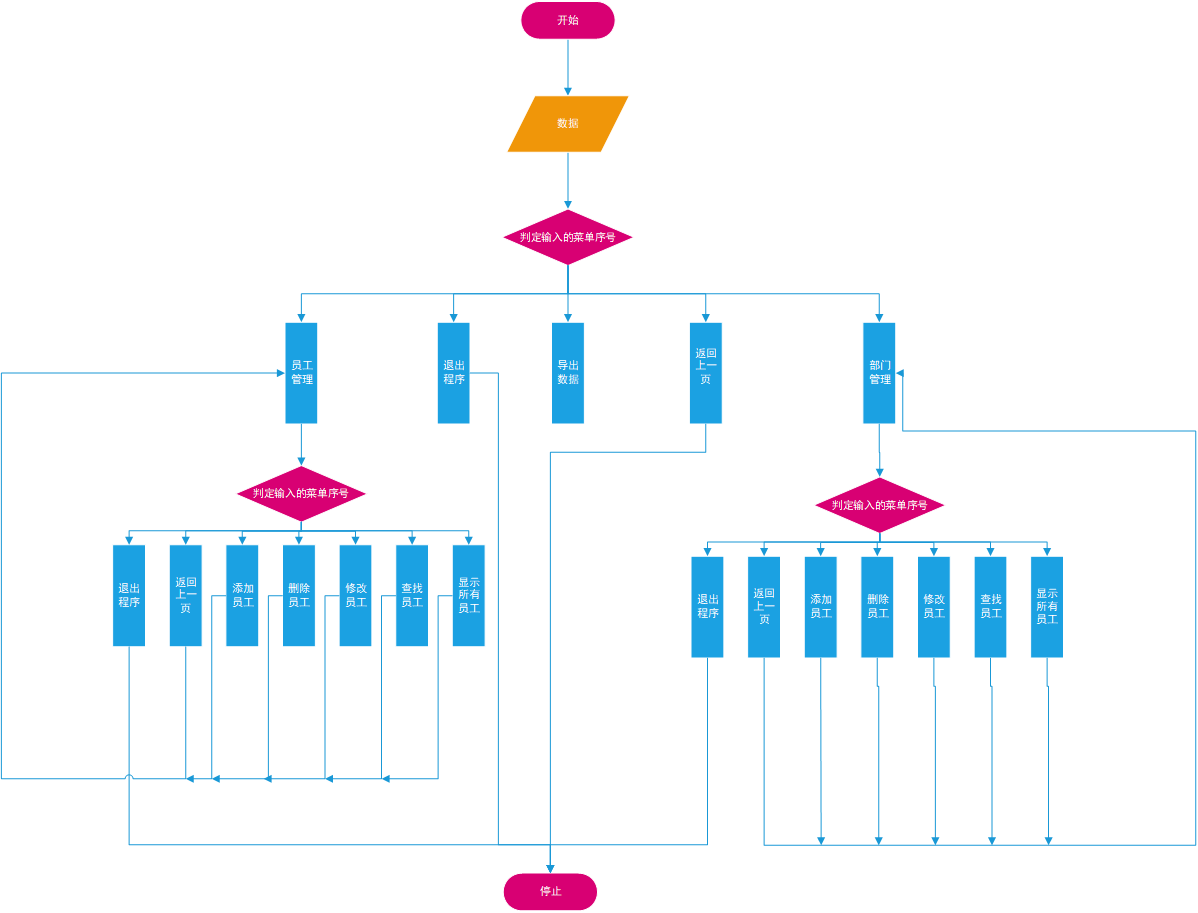 开始
数据
判定输入的菜单序号
员工
管理
退出
程序
导出
数据
返回
上一
页
部门
管理
判定输入的菜单序号
判定输入的菜单序号
退出
程序
返回
上一
页
添加
员工
删除
员工
修改
员工
查找
员工
显示
所有
员工
退出
程序
返回
上一
页
添加
员工
删除
员工
修改
员工
查找
员工
显示
所有
员工
停止